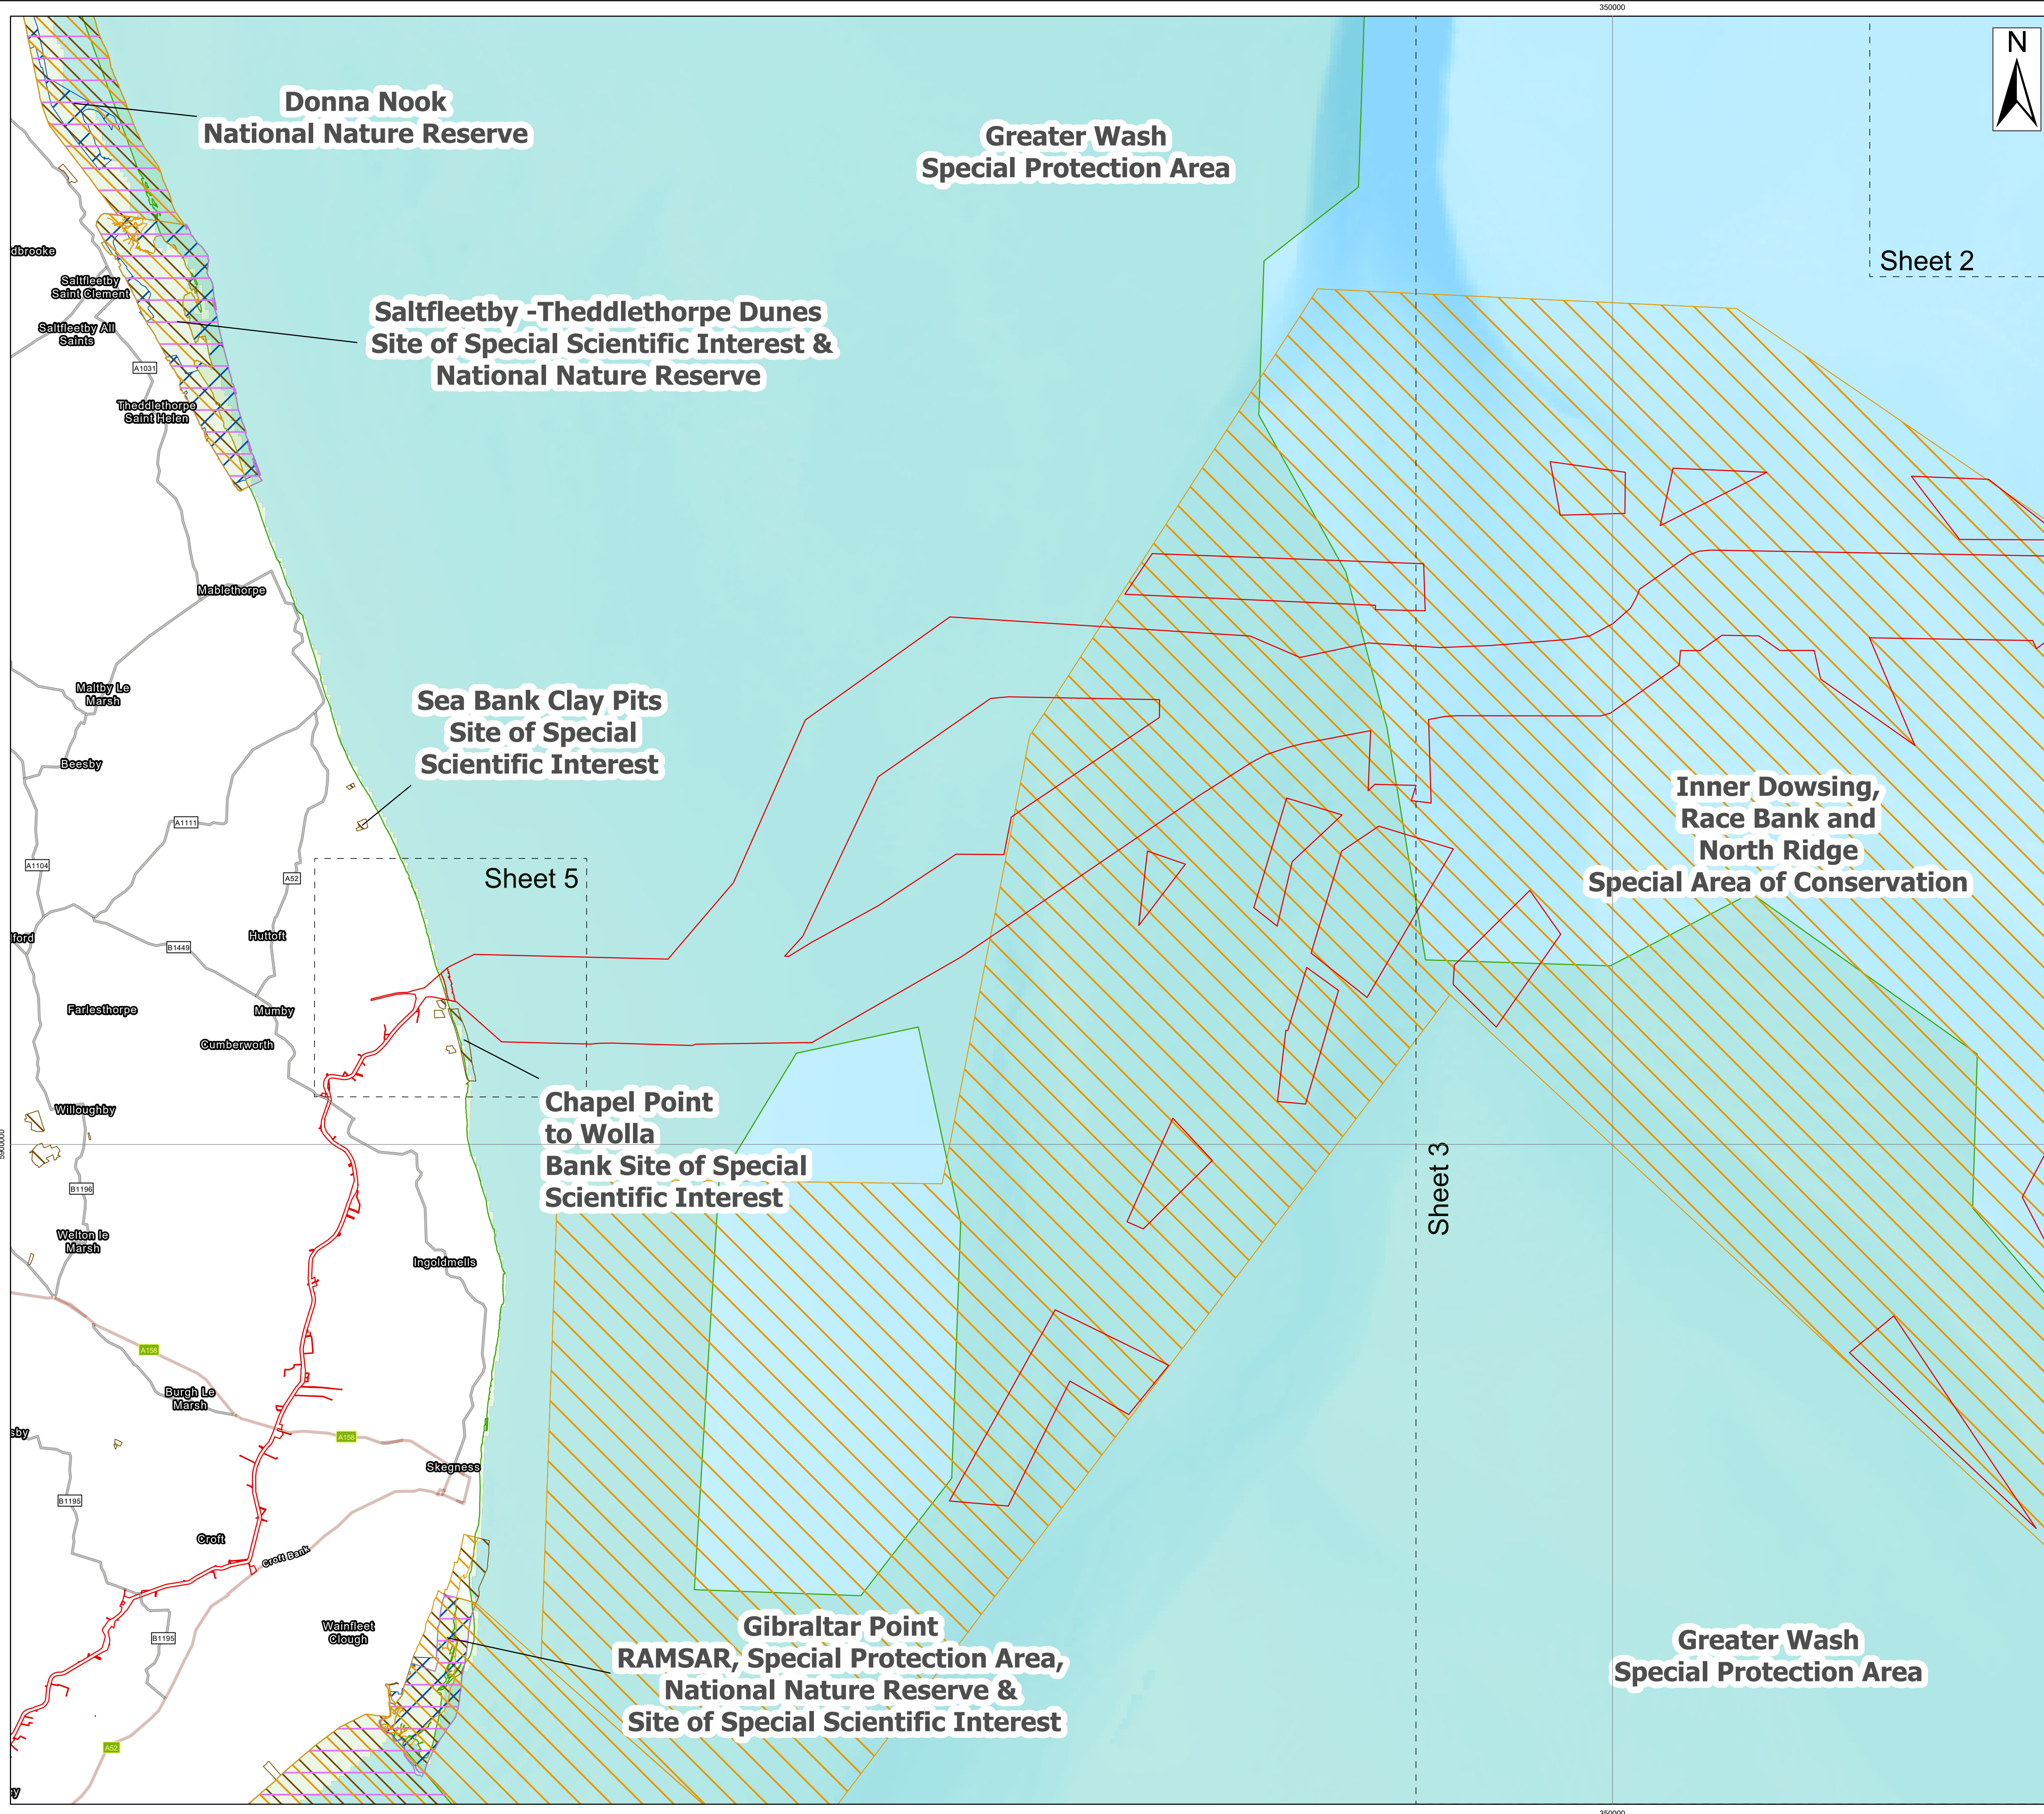 350000
N
Donna Nook
National Nature Reserve
Greater Wash
Special Protection Area
Sheet 2
dbrooke
Saltfleetby
Saint Clement
Saltfleetby All
Saints
Saltfleetby -Theddlethorpe Dunes
Site of Special Scientific Interest &
National Nature Reserve
A1031
Theddlethorpe
Saint Helen
Mablethorpe
Maltby Le
Marsh
Sea Bank Clay Pits
Site of Special
Scientific Interest
Beesby
A1111
A1104
A52
Sheet 5
Inner Dowsing,
Race Bank and
North Ridge
Special Area of Conservation
lford
Huttoft
B1449
Farlesthorpe
Mumby
Cumberworth
Willoughby
Chapel Point
to Wolla
Bank Site of Special
Scientific Interest
5900000
Sheet 3
B1196
Welton le
Marsh
Ingoldmells
A158
Burgh Le
Marsh
sby
A158
Skegness
B1195
Croft
Croft Bank
Wainfleet
Clough
B1195
Gibraltar Point
RAMSAR, Special Protection Area,
National Nature Reserve &
Site of Special Scientific Interest
Greater Wash
Special Protection Area
A52
y
350000